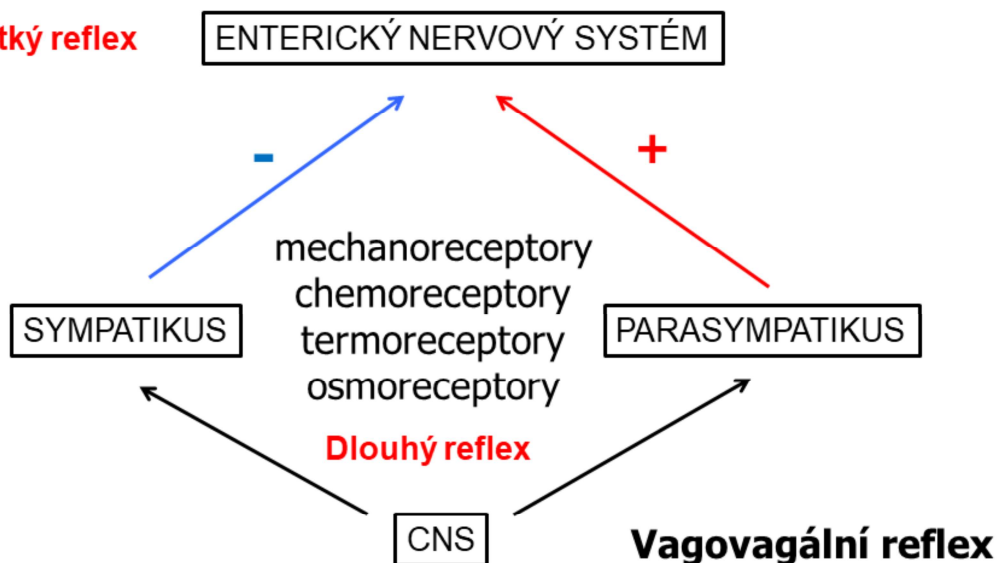 tký reflex
ENTERICKÝ NERVOVÝ SYSTÉM
-
+
mechanoreceptory
chemoreceptory
termoreceptory
osmoreceptory
SYMPATIKUS
PARASYMPATIKUS
Dlouhý reflex
CNS
Vagovagální reflex